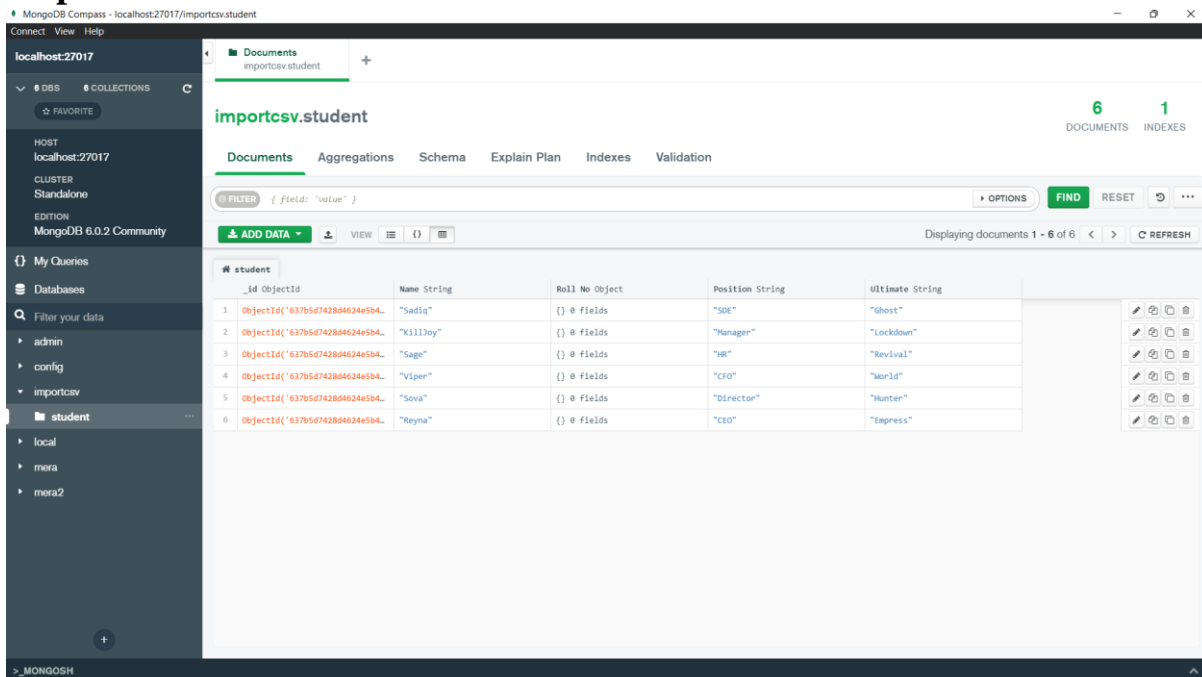 MongoDB Compass - localhost:27017/importcsv.student
Connect View Help
localhost:27017
6 DBS 6 COLLECTIONS
FAVORITE
HOST
localhost:27017
CLUSTER
Standalone
EDITION
MongoDB 6.0.2 Community
{} My Queries
Databases
Filter your data
admin
config
importcsv
student
local
mera
mera2
+
>_MONGOSH
Documents
importcsv.student
+
importcsv.student
6 DOCUMENTS
1 INDEXES
Documents Aggregations Schema Explain Plan Indexes Validation
FILTER { field: 'value' } OPTIONS FIND RESET ...
ADD DATA VIEW {} Displaying documents 1 - 6 of 6 < > REFRESH
student
_id ObjectId Name String Roll No Object Position String Ultimate String
1 ObjectId('637b5d7428d4624e5b4… "Sadiq" {} 0 fields "SDE" "Ghost"
2 ObjectId('637b5d7428d4624e5b4… "KillJoy" {} 0 fields "Manager" "Lockdown"
3 ObjectId('637b5d7428d4624e5b4… "Sage" {} 0 fields "HR" "Revival"
4 ObjectId('637b5d7428d4624e5b4… "Viper" {} 0 fields "CFO" "World"
5 ObjectId('637b5d7428d4624e5b4… "Sova" {} 0 fields "Director" "Hunter"
6 ObjectId('637b5d7428d4624e5b4… "Reyna" {} 0 fields "CEO" "Empress"